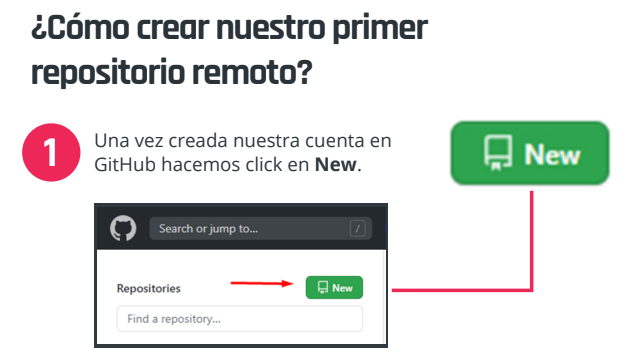 ¿Cómo crear nuestro primer
repositorio remoto?
1
Una vez creada nuestra cuenta en
GitHub hacemos click en New.
New
Search or jump to...
/
Repositories
New
Find a repository...